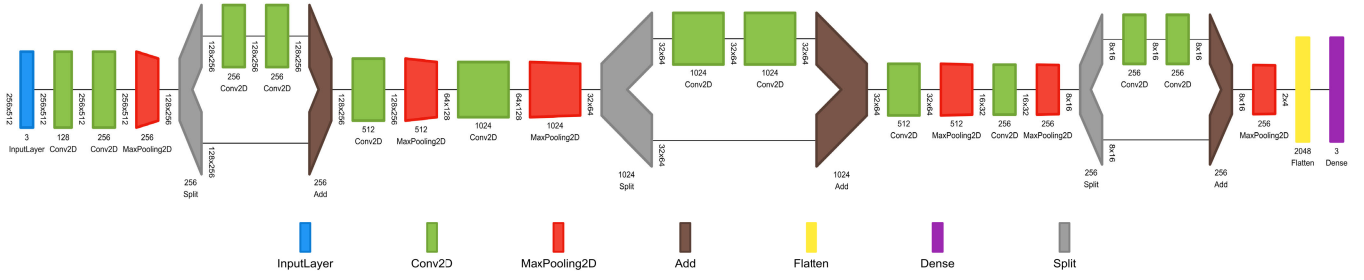 256x512
3
InputLayer
256x512
128
Conv2D
256x512
256
Conv2D
256x512
256
MaxPooling2D
128x256
256
Split
128x256
256
Conv2D
128x256
256
Conv2D
128x256
128x256
256
Add
128x256
512
Conv2D
128x256
512
MaxPooling2D
64x128
1024
Conv2D
64x128
1024
MaxPooling2D
32x64
1024
Split
32x64
1024
Conv2D
32x64
1024
Conv2D
32x64
32x64
1024
Add
32x64
512
Conv2D
32x64
512
MaxPooling2D
16x32
256
Conv2D
16x32
256
MaxPooling2D
8x16
256
Split
8x16
256
Conv2D
8x16
256
Conv2D
8x16
8x16
256
Add
8x16
256
MaxPooling2D
2x4
2048
Flatten
3
Dense
InputLayer
Conv2D
MaxPooling2D
Add
Flatten
Dense
Split